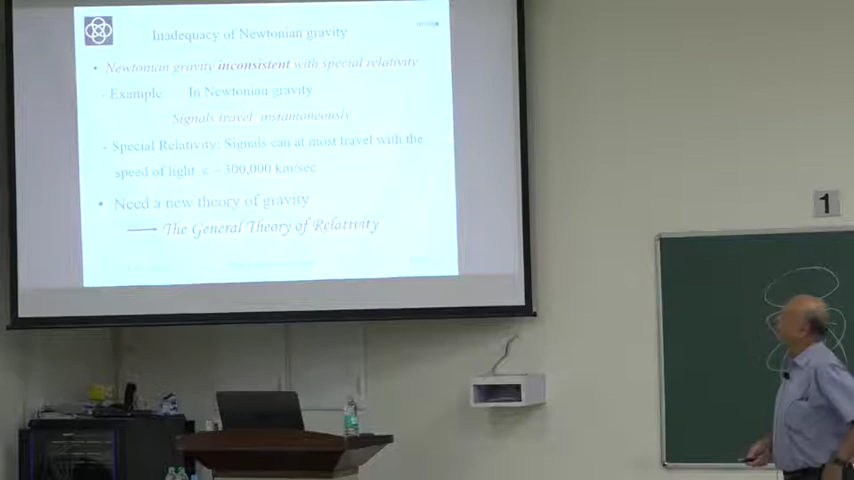 Inadequacy of Newtonian gravity
• Newtonian gravity inconsistent with special relativity
- Example: In Newtonian gravity
Signals travel instantaneously
- Special Relativity: Signals can at most travel with the
speed of light c ~ 300,000 km/sec
• Need a new theory of gravity
The General Theory of Relativity
1